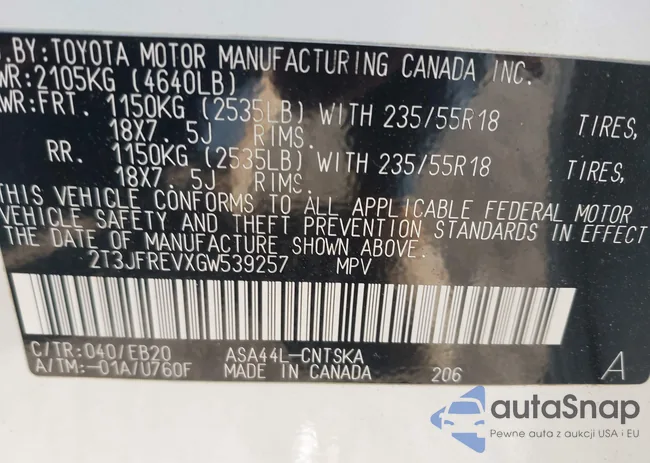 D.BY: TOYOTA MOTOR MANUFACTURING CANADA INC.
WR: 2105KG (4640LB)
WR: FRT. 1150KG (2535LB) WITH 235/55R18 TIRES,
18X7.5J RIMS.
RR. 1150KG (2535LB) WITH 235/55R18 TIRES,
18X7.5J RIMS.
THIS VEHICLE CONFORMS TO ALL APPLICABLE FEDERAL MOTOR
VEHICLE SAFETY AND THEFT PREVENTION STANDARDS IN EFFECT
THE DATE OF MANUFACTURE SHOWN ABOVE.
2T3JFREVXGW539257 MPV
C/TR: 040/EB20 ASA44L-CNTSKA
A/TM: -01A/U760F MADE IN CANADA 206 A
autaSnap
Pewne auta z aukcji USA i EU